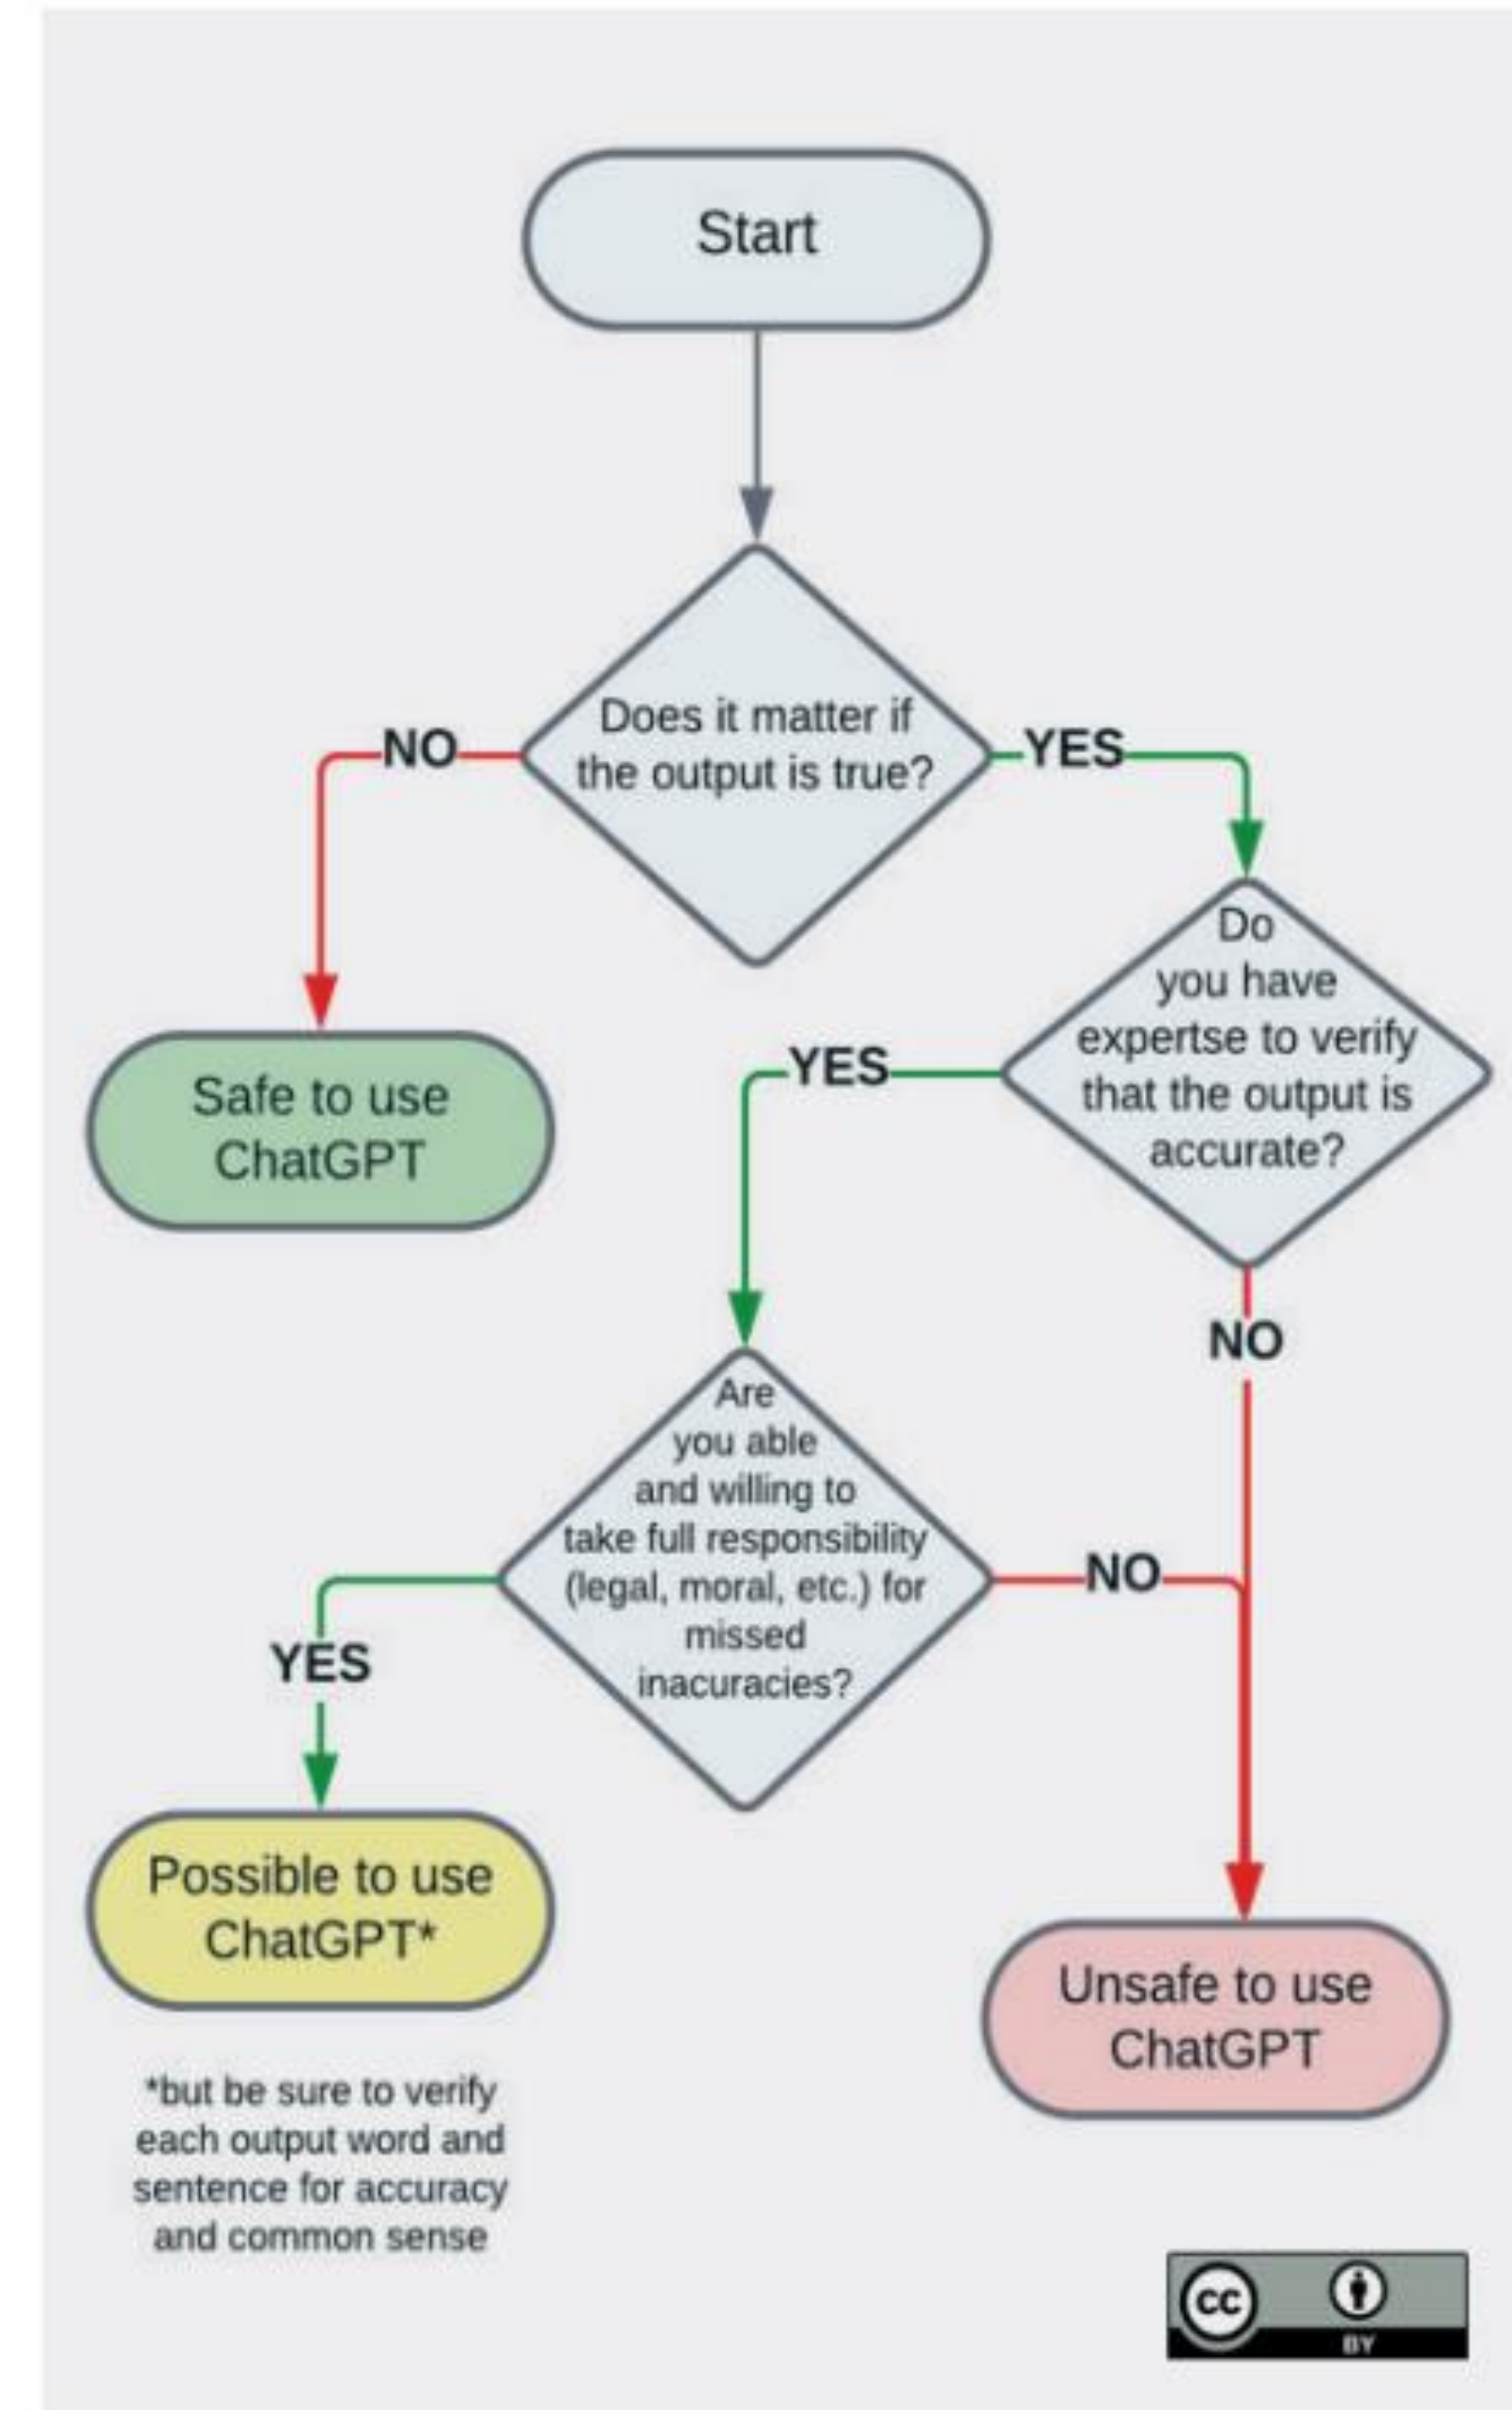 Start
Does it matter if
the output is true?
NO
YES
Safe to use
ChatGPT
Do
you have
expertse to verify
that the output is
accurate?
YES
NO
Are
you able
and willing to
take full responsibility
(legal, moral, etc.) for
missed
inacuracies?
NO
YES
Possible to use
ChatGPT*
*but be sure to verify
each output word and
sentence for accuracy
and common sense
Unsafe to use
ChatGPT
cc
BY